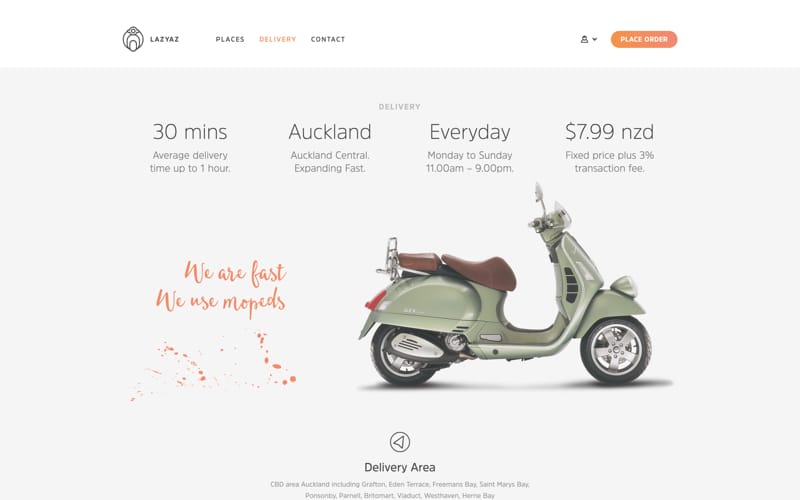 LAZYAZ
PLACES
DELIVERY
CONTACT
PLACE ORDER
DELIVERY
30 mins
Average delivery
time up to 1 hour.
Auckland
Auckland Central.
Expanding Fast.
Everyday
Monday to Sunday
11.00am – 9.00pm.
$7.99 nzd
Fixed price plus 3%
transaction fee.
We are fast
We use mopeds
Delivery Area
CBD area Auckland including Grafton, Eden Terrace, Freemans Bay, Saint Marys Bay,
Ponsonby, Parnell, Britomart, Viaduct, Westhaven, Herne Bay